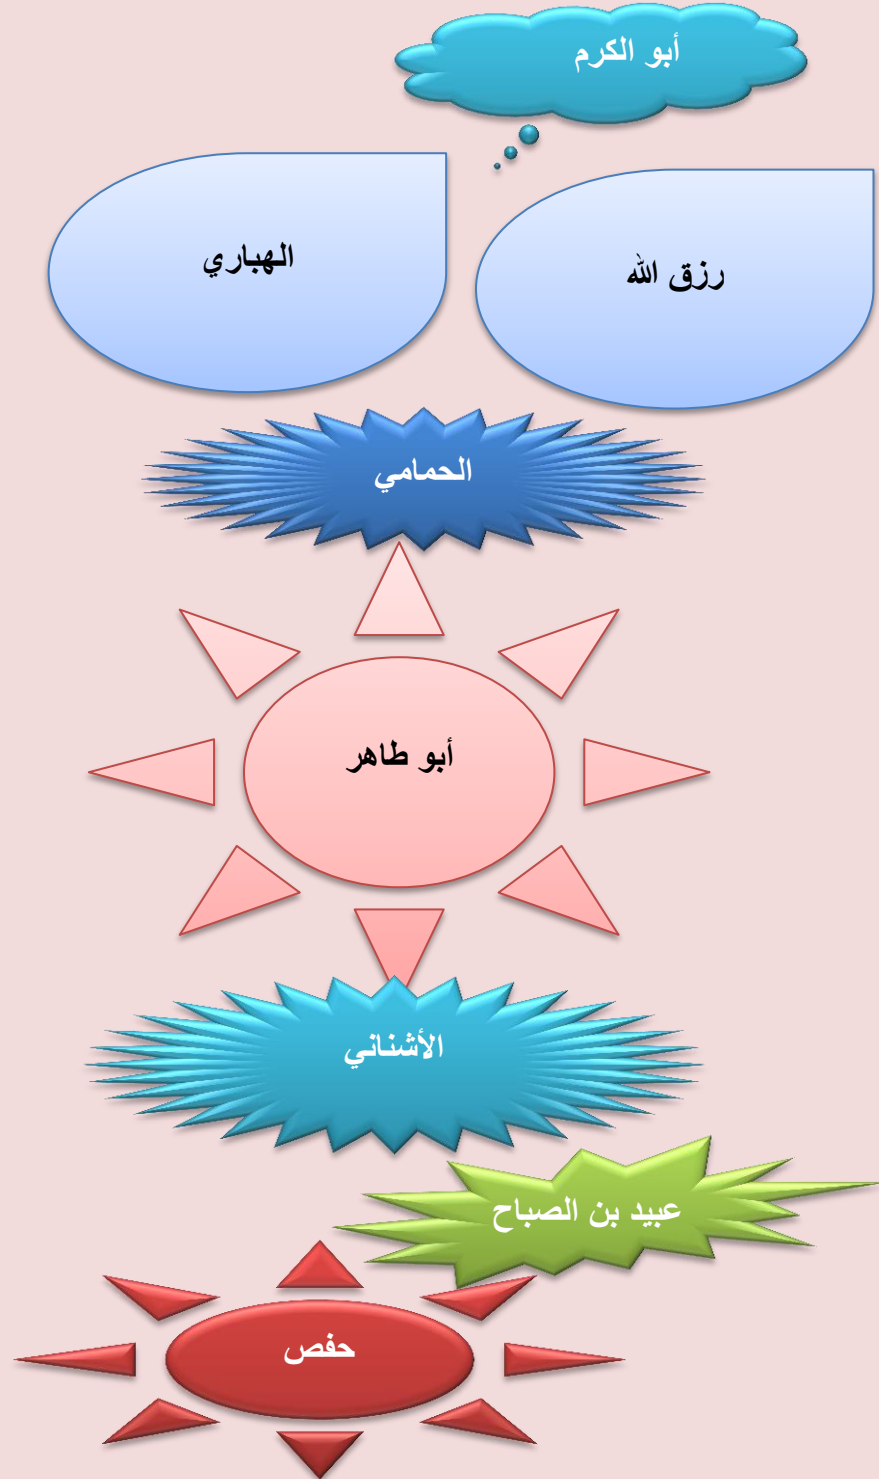 أبو الكرم
رزق الله
الهباري
الحمامي
أبو طاهر
الأشناني
عبيد بن الصباح
حفص